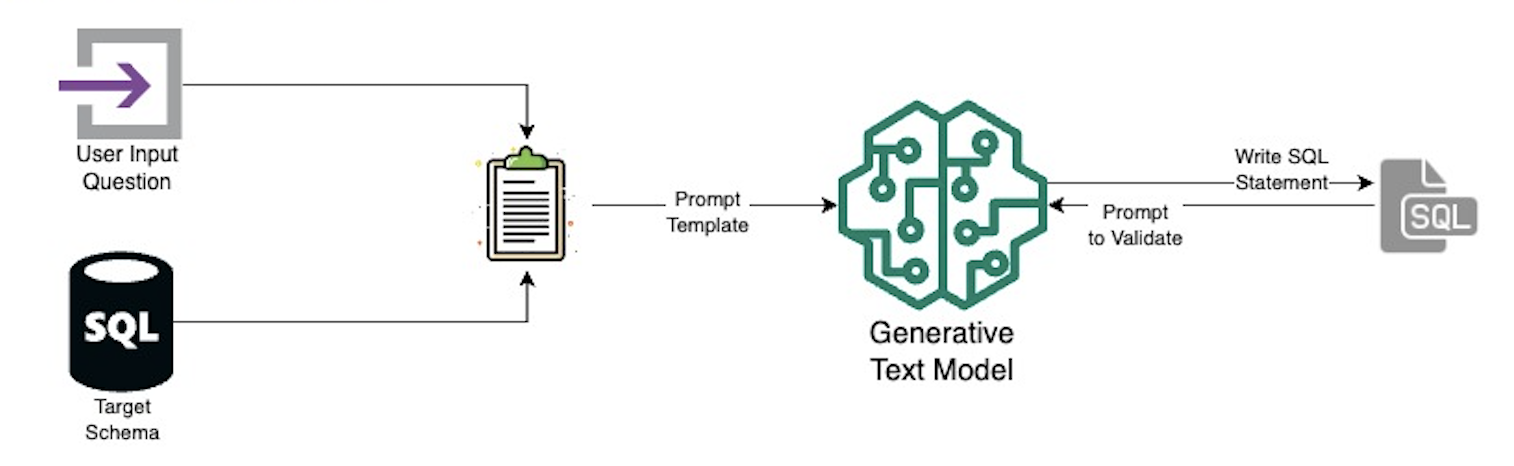 User Input
Question
SQL
Target
Schema
Prompt
Template
Generative
Text Model
Write SQL
Statement
Prompt
to Validate
SQL